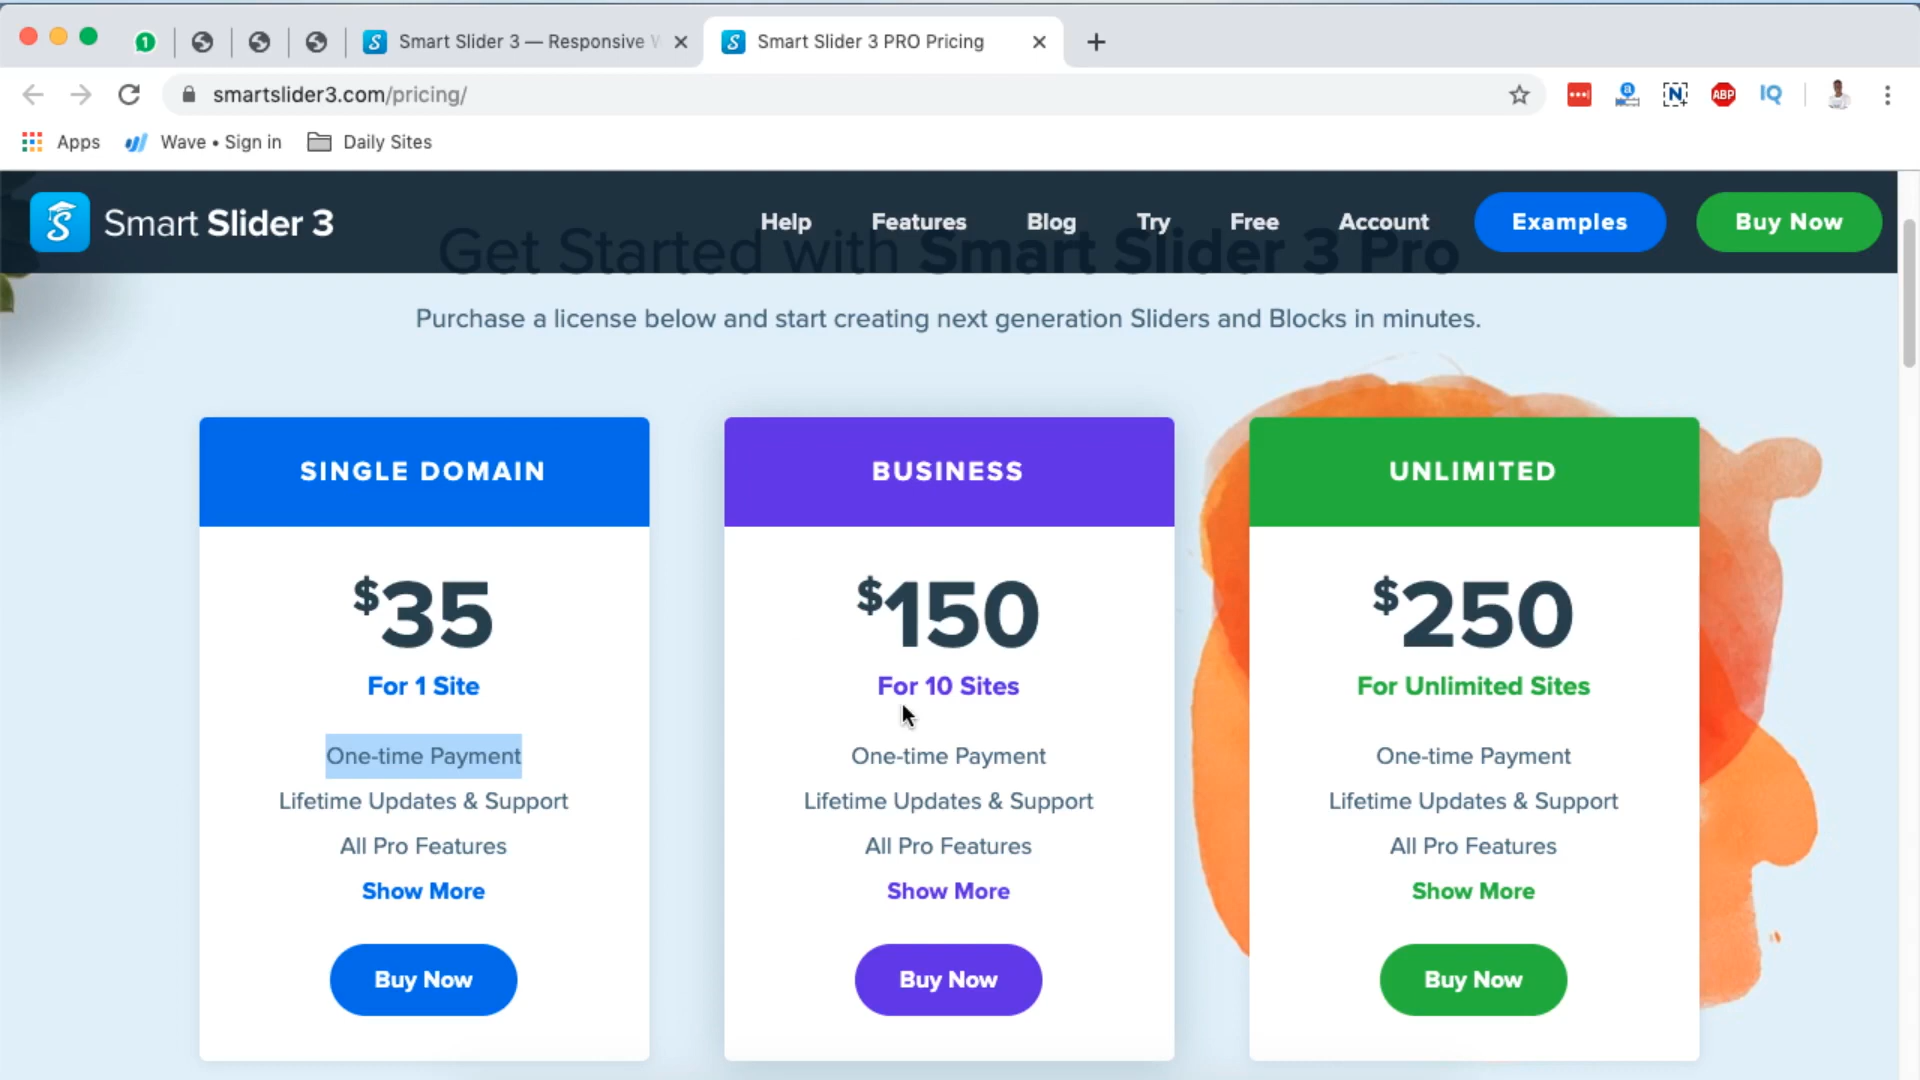 1
Smart Slider 3 — Responsive W
Smart Slider 3 PRO Pricing
smartslider3.com/pricing/
ABP
IQ
Apps
Wave • Sign in
Daily Sites
Smart Slider 3
Help
Features
Blog
Try
Free
Account
Examples
Buy Now
Get Started with Smart Slider 3 Pro
Purchase a license below and start creating next generation Sliders and Blocks in minutes.
SINGLE DOMAIN
$35
For 1 Site
One-time Payment
Lifetime Updates & Support
All Pro Features
Show More
Buy Now
BUSINESS
$150
For 10 Sites
One-time Payment
Lifetime Updates & Support
All Pro Features
Show More
Buy Now
UNLIMITED
$250
For Unlimited Sites
One-time Payment
Lifetime Updates & Support
All Pro Features
Show More
Buy Now